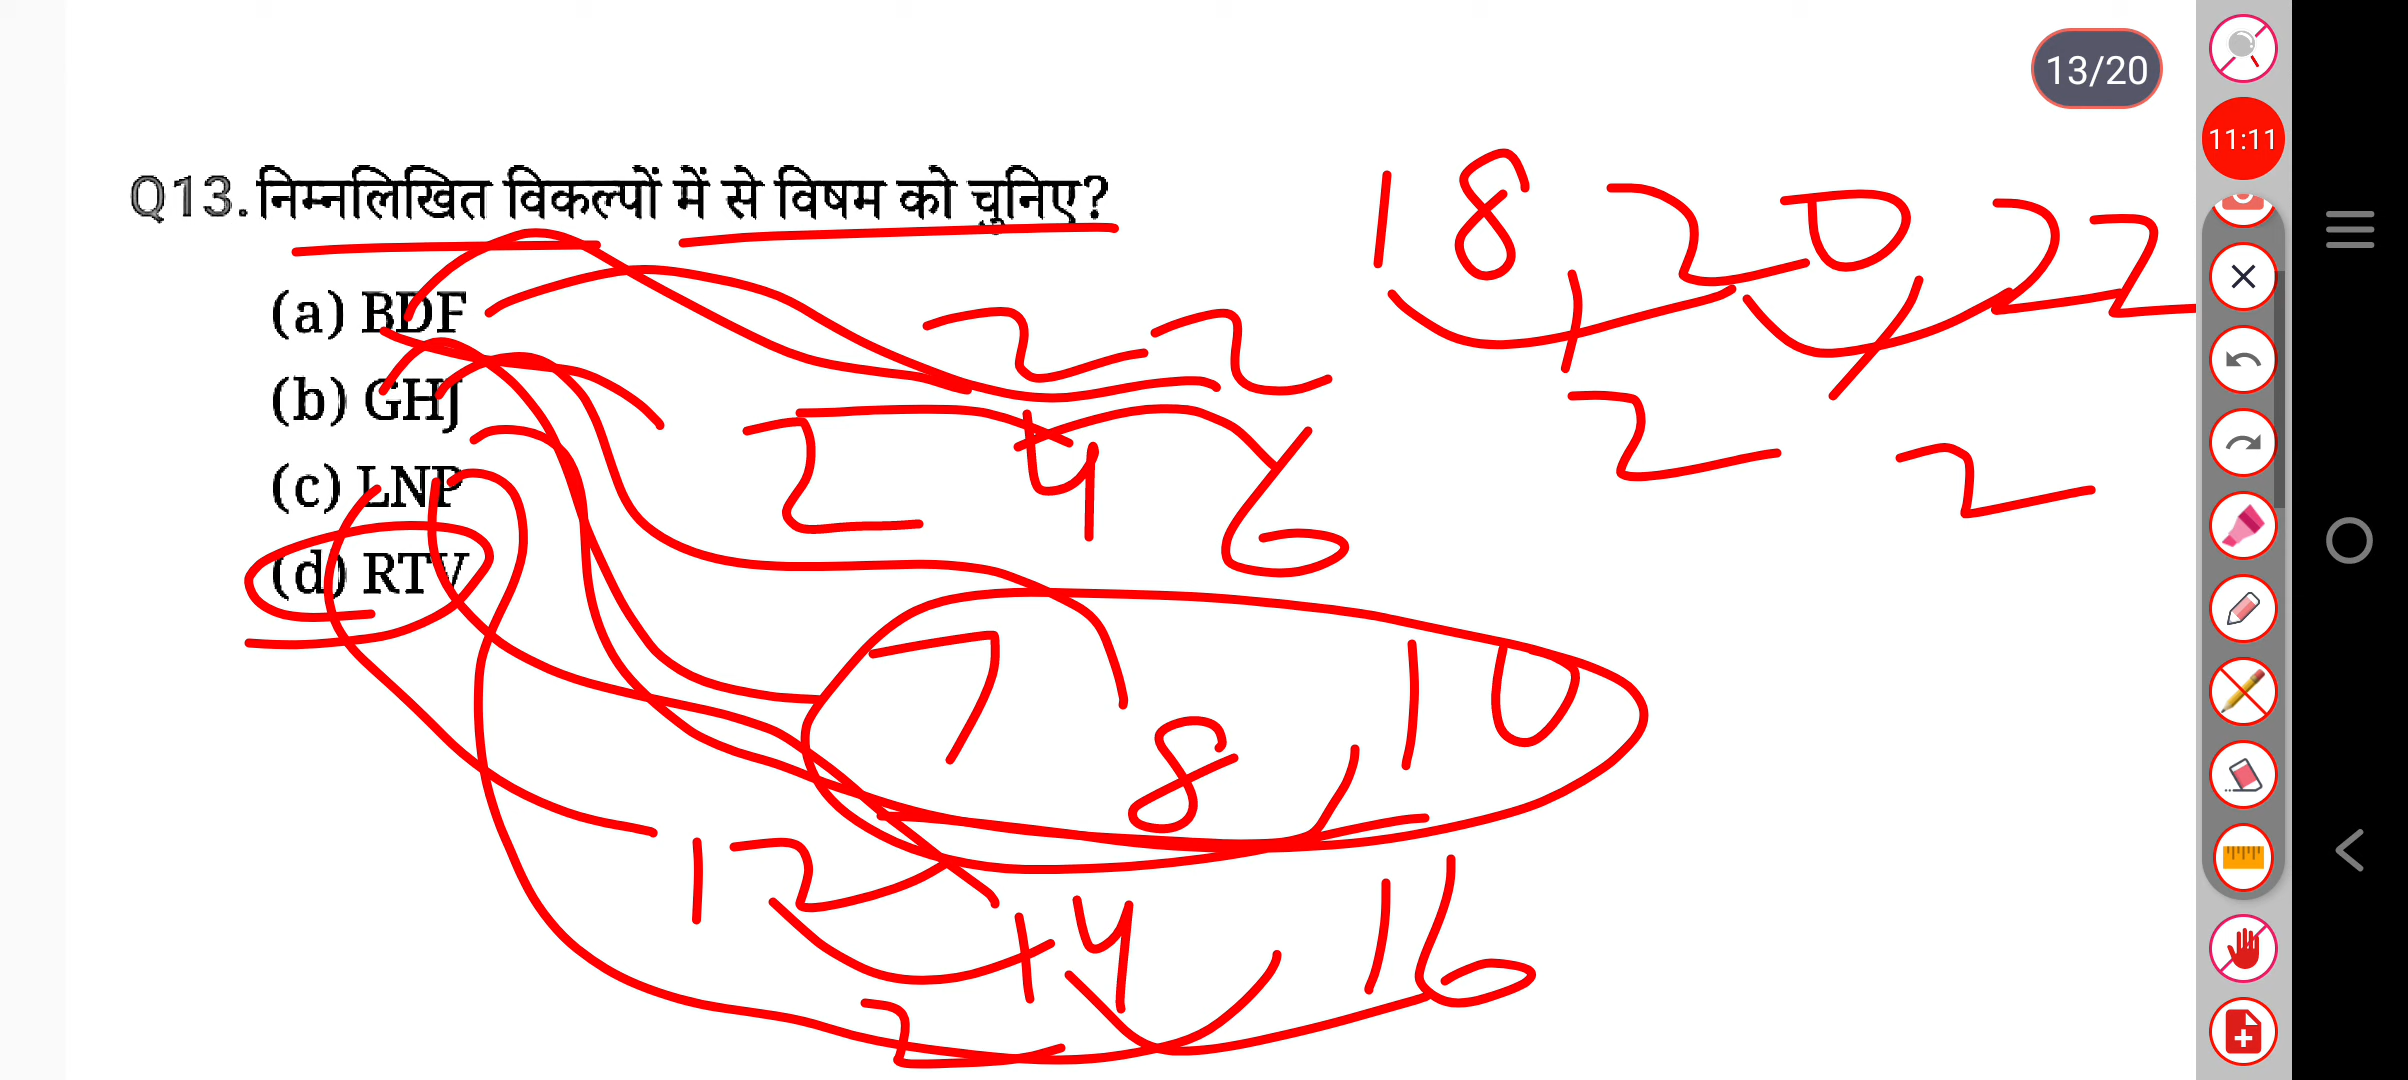 13/20
11:11
Q13. निम्नलिखित विकल्पों में से विषम को चुनिए?
18, 20, 22
(a) BDF
2 2
2 2
(b) GHJ
2 4 6
(c) LNP
(d) RTV
7 8, 10
12 14 16
2